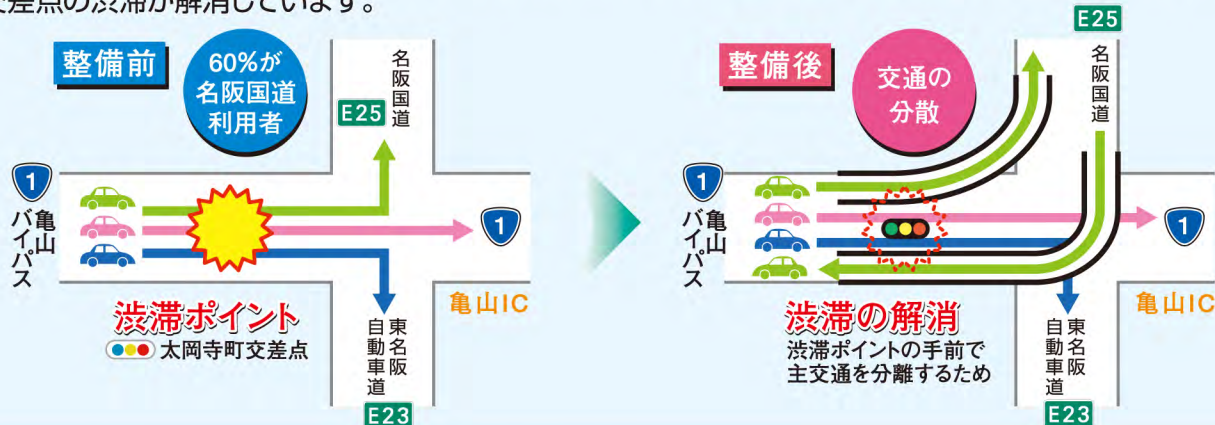 交差点の渋滞が解消しています。
整備前
60%が
名阪国道
利用者
名阪国道
E25
1
亀山
バイパス
1
渋滞ポイント
太岡寺町交差点
亀山IC
東名阪
自動車道
E23
整備後
交通の
分散
E25
名阪国道
1
亀山
バイパス
1
渋滞の解消
渋滞ポイントの手前で
主交通を分離するため
亀山IC
東名阪
自動車道
E23